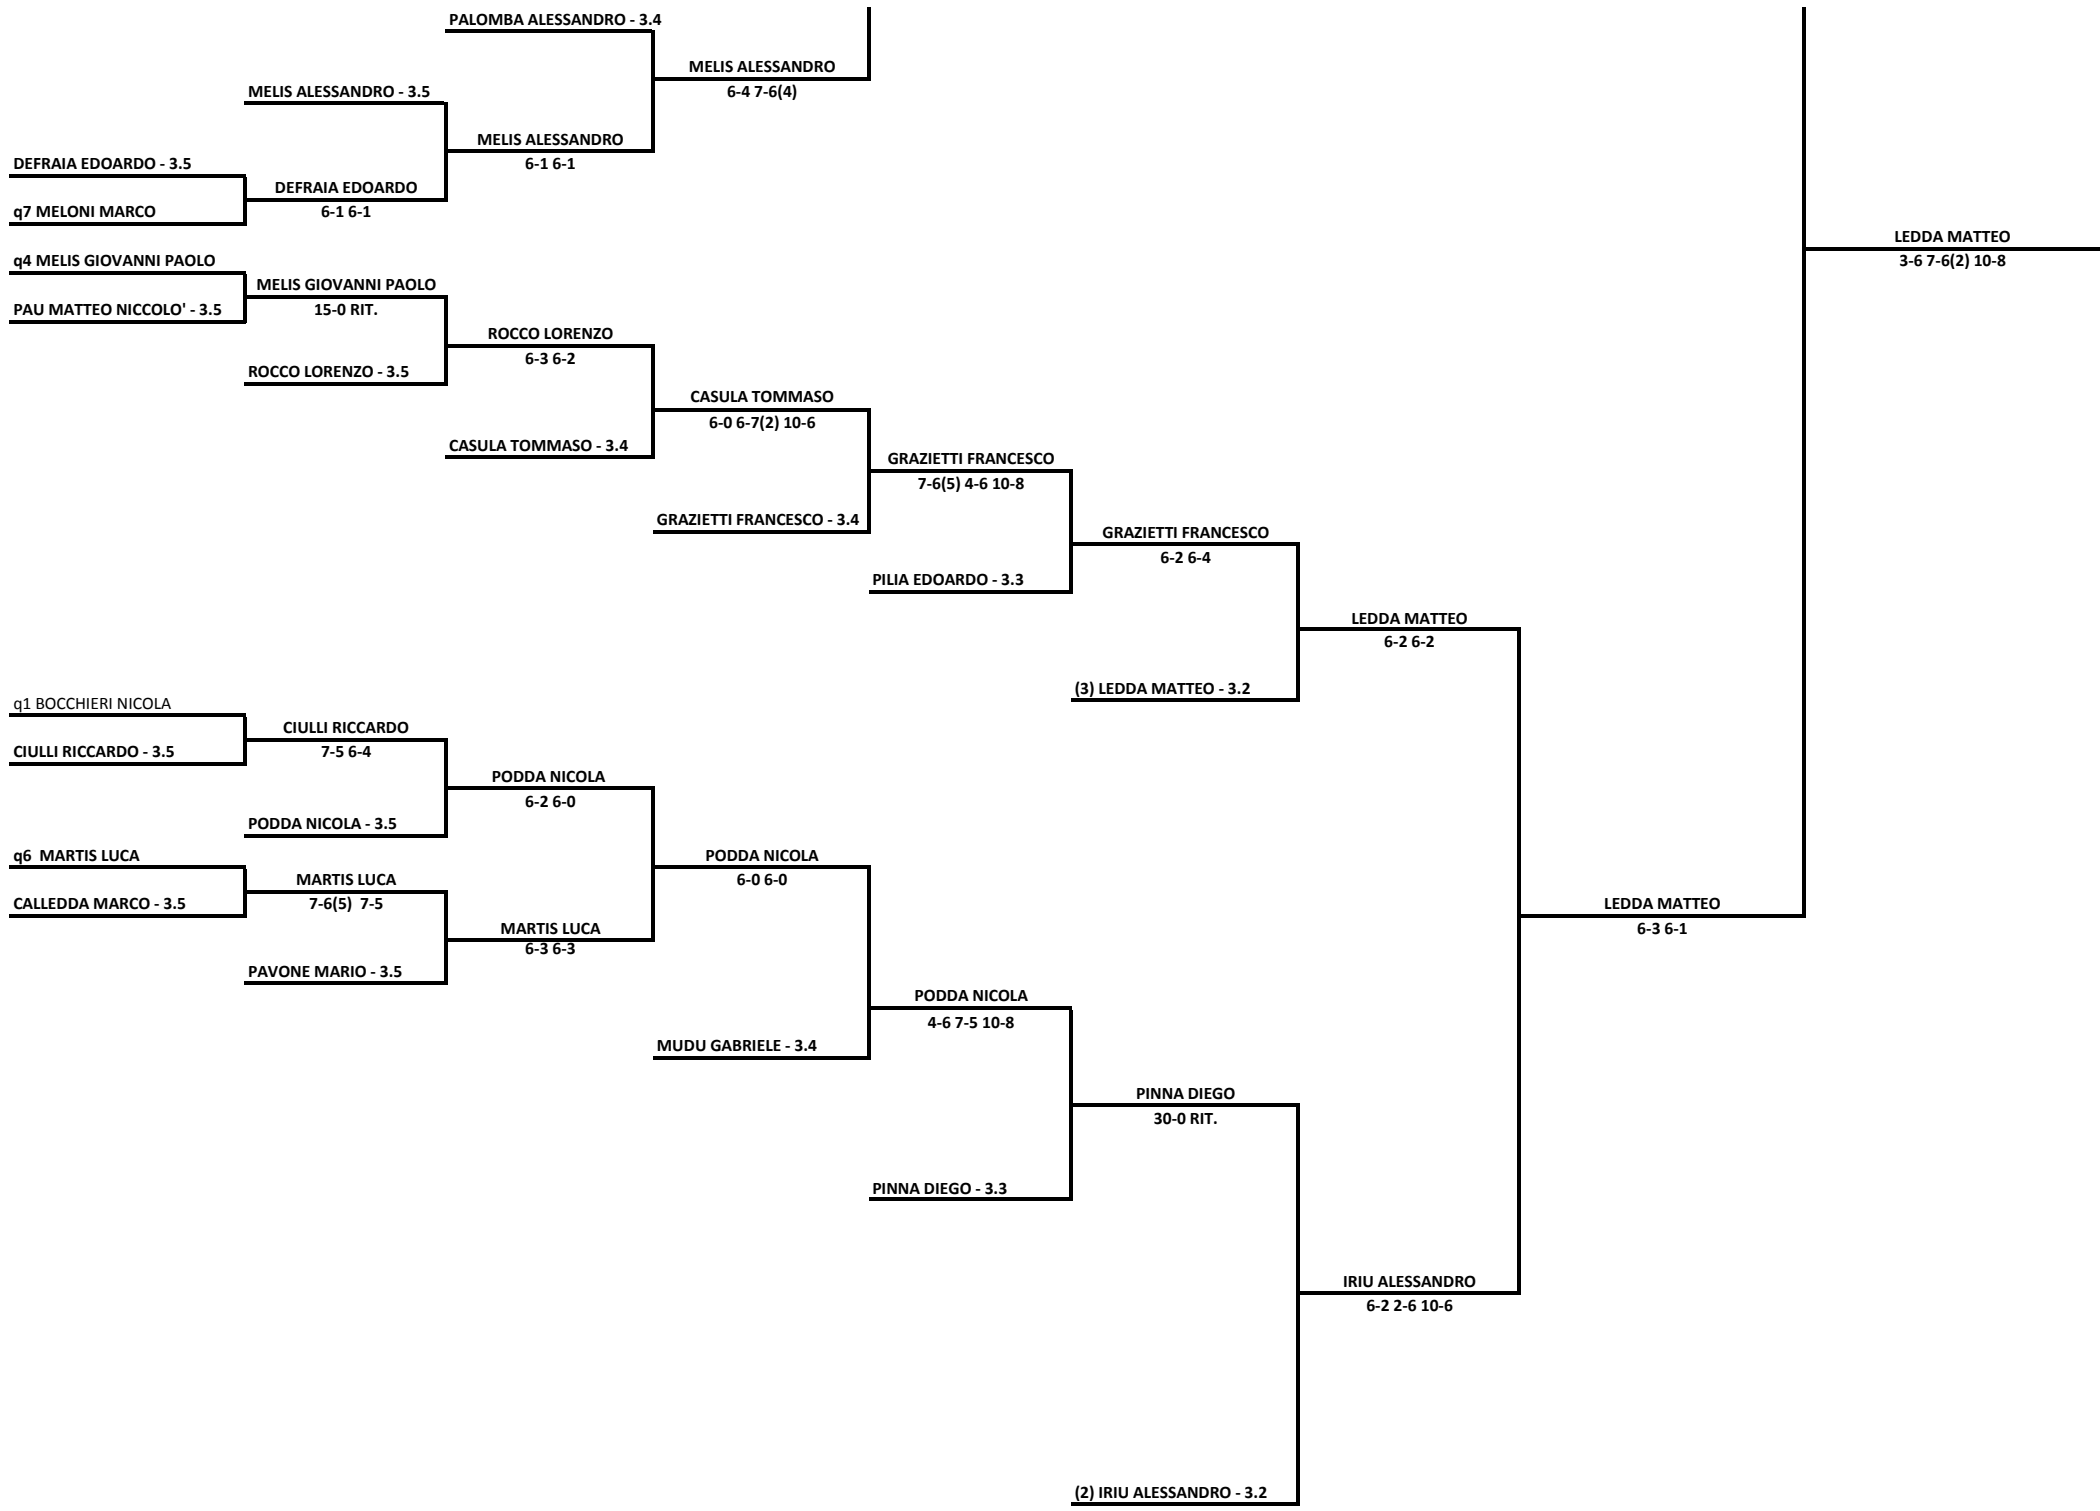 PALOMBA ALESSANDRO - 3.4
MELIS ALESSANDRO
6-4 7-6(4)
MELIS ALESSANDRO - 3.5
MELIS ALESSANDRO
6-1 6-1
DEFRAIA EDOARDO - 3.5
DEFRAIA EDOARDO
6-1 6-1
q7 MELONI MARCO
LEDDA MATTEO
3-6 7-6(2) 10-8
q4 MELIS GIOVANNI PAOLO
MELIS GIOVANNI PAOLO
15-0 RIT.
PAU MATTEO NICCOLO' - 3.5
ROCCO LORENZO
6-3 6-2
ROCCO LORENZO - 3.5
CASULA TOMMASO
6-0 6-7(2) 10-6
CASULA TOMMASO - 3.4
GRAZIETTI FRANCESCO
7-6(5) 4-6 10-8
GRAZIETTI FRANCESCO - 3.4
GRAZIETTI FRANCESCO
6-2 6-4
PILIA EDOARDO - 3.3
LEDDA MATTEO
6-2 6-2
(3) LEDDA MATTEO - 3.2
q1 BOCCHIERI NICOLA
CIULLI RICCARDO
7-5 6-4
CIULLI RICCARDO - 3.5
PODDA NICOLA
6-2 6-0
PODDA NICOLA - 3.5
q6  MARTIS LUCA
PODDA NICOLA
6-0 6-0
MARTIS LUCA
7-6(5)  7-5
CALLEDDA MARCO - 3.5
LEDDA MATTEO
6-3 6-1
MARTIS LUCA
6-3 6-3
PAVONE MARIO - 3.5
PODDA NICOLA
4-6 7-5 10-8
MUDU GABRIELE - 3.4
PINNA DIEGO
30-0 RIT.
PINNA DIEGO - 3.3
IRIU ALESSANDRO
6-2 2-6 10-6
(2) IRIU ALESSANDRO - 3.2